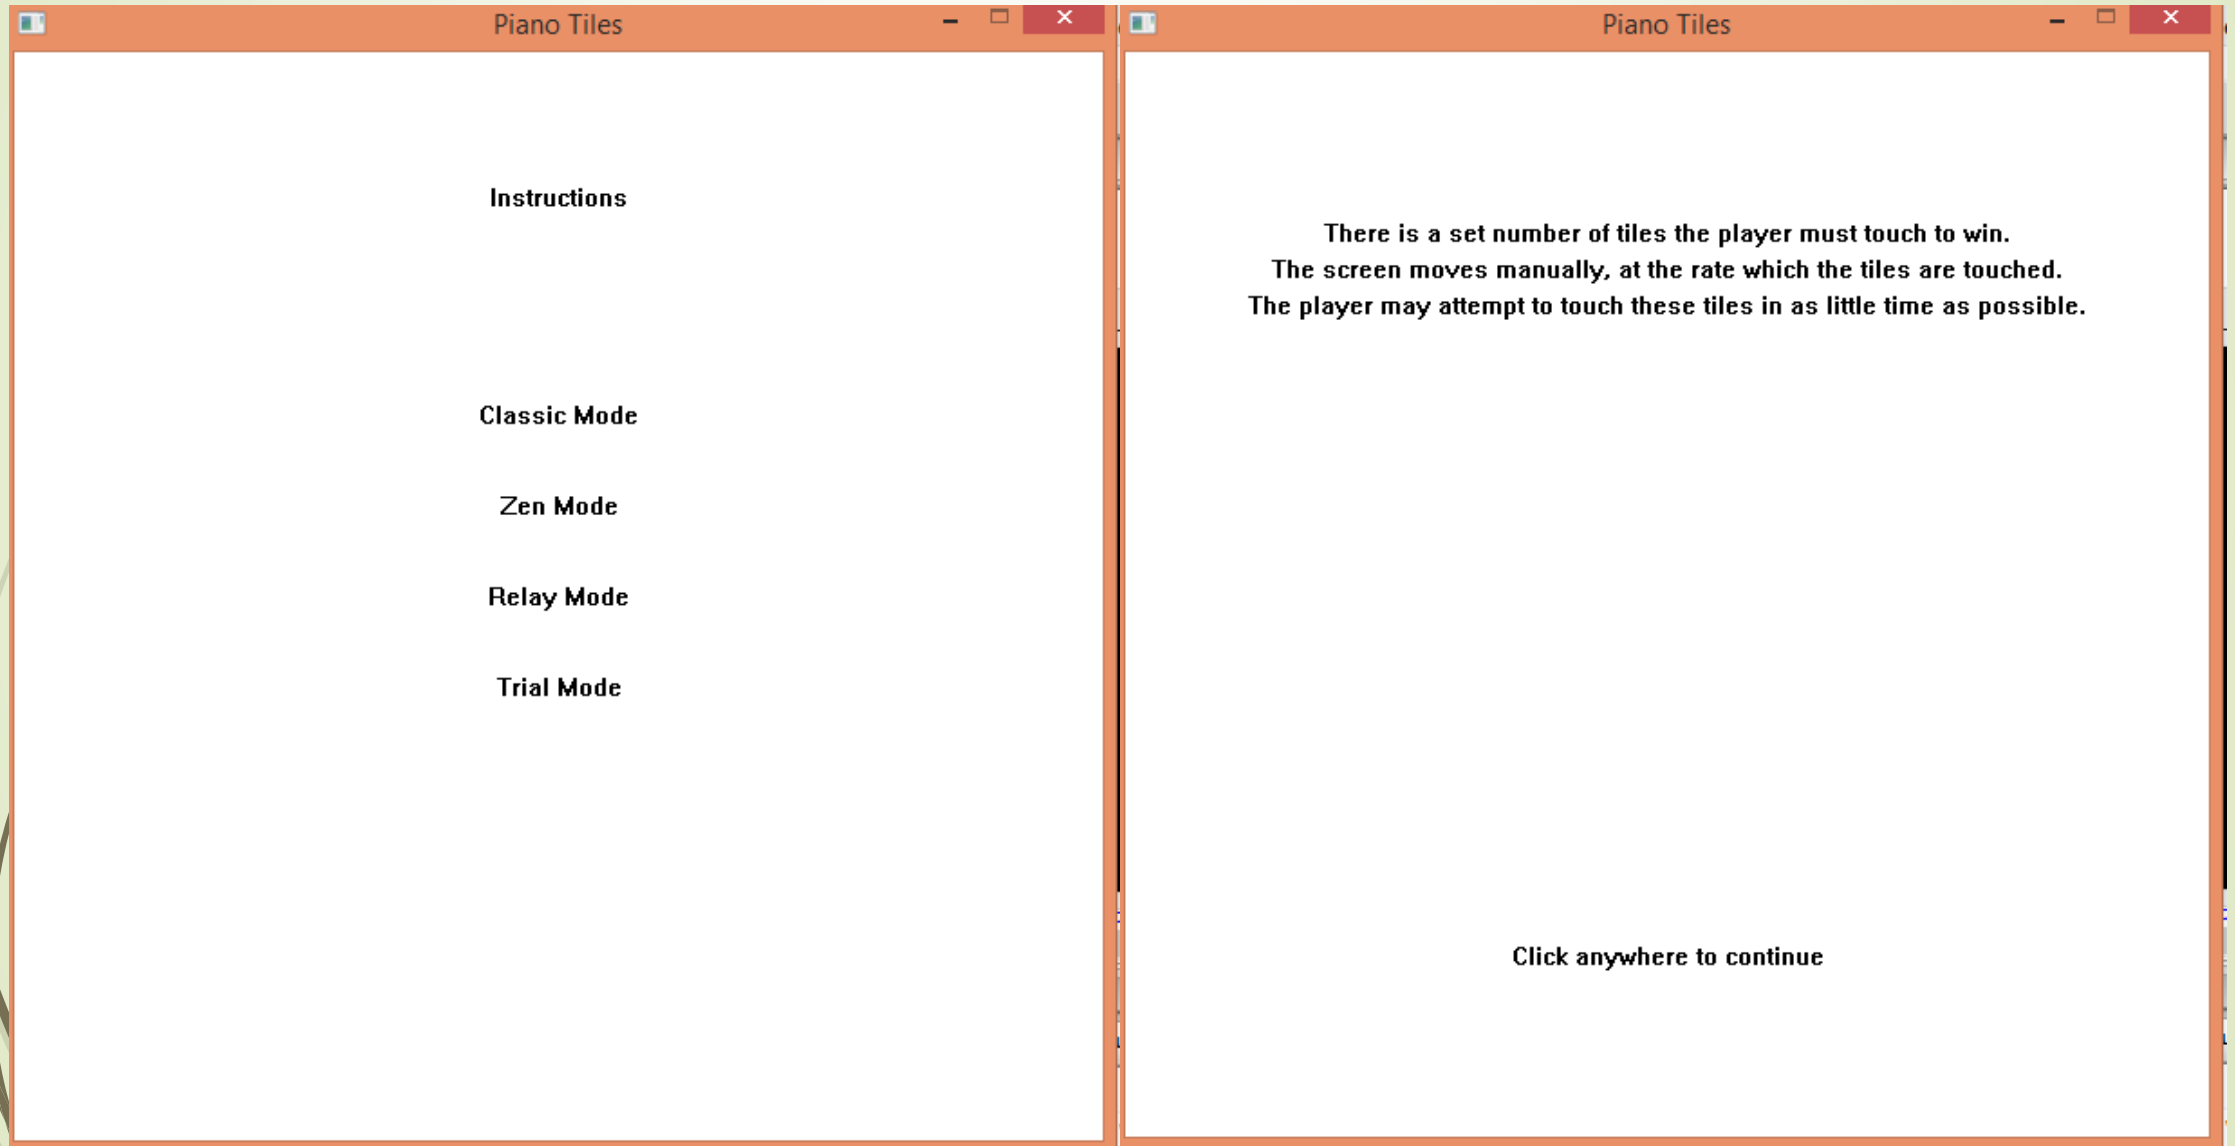 Piano Tiles
Instructions
Classic Mode
Zen Mode
Relay Mode
Trial Mode
Piano Tiles
There is a set number of tiles the player must touch to win.
The screen moves manually, at the rate which the tiles are touched.
The player may attempt to touch these tiles in as little time as possible.
Click anywhere to continue